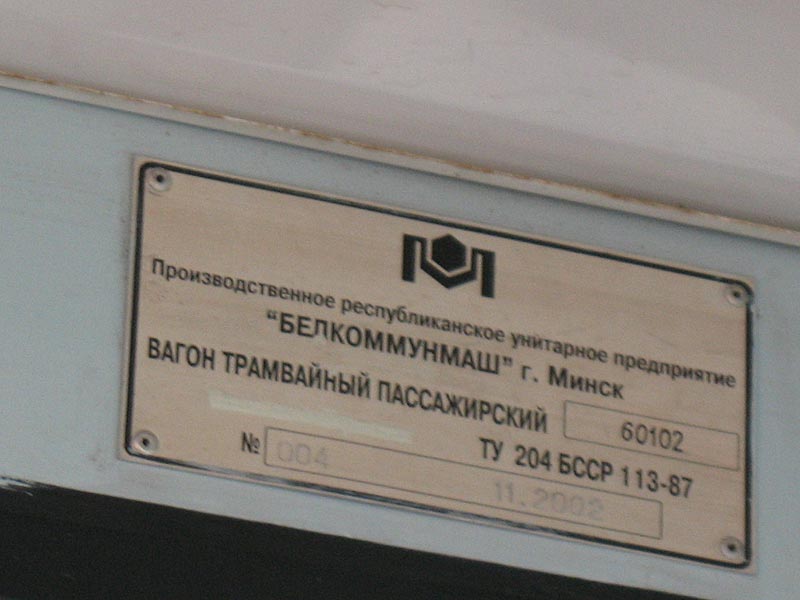 Производственное республиканское унитарное предприятие
“БЕЛКОММУНМАШ” г. Минск
ВАГОН ТРАМВАЙНЫЙ ПАССАЖИРСКИЙ 60102
ТУ 204 БССР 113-87
№ 004 11.2002